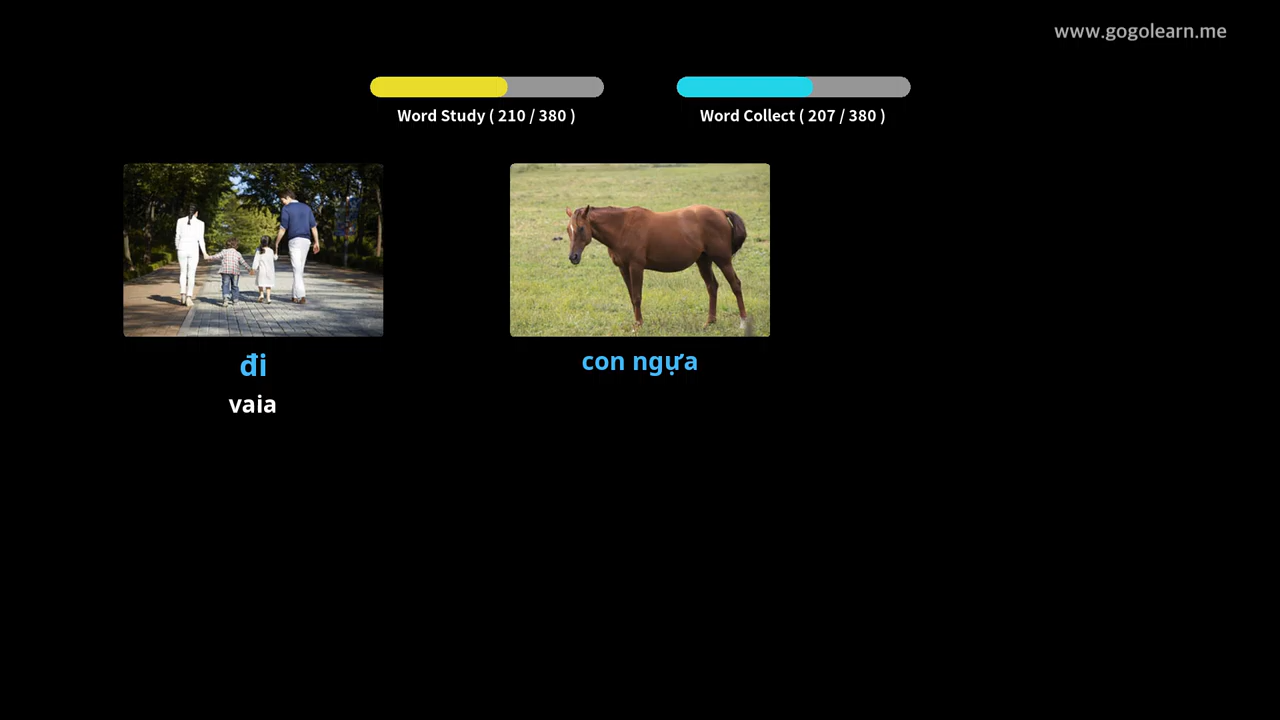 www.gogolearn.me
Word Study ( 210 / 380 )
Word Collect ( 207 / 380 )
đi
vaia
con ngựa